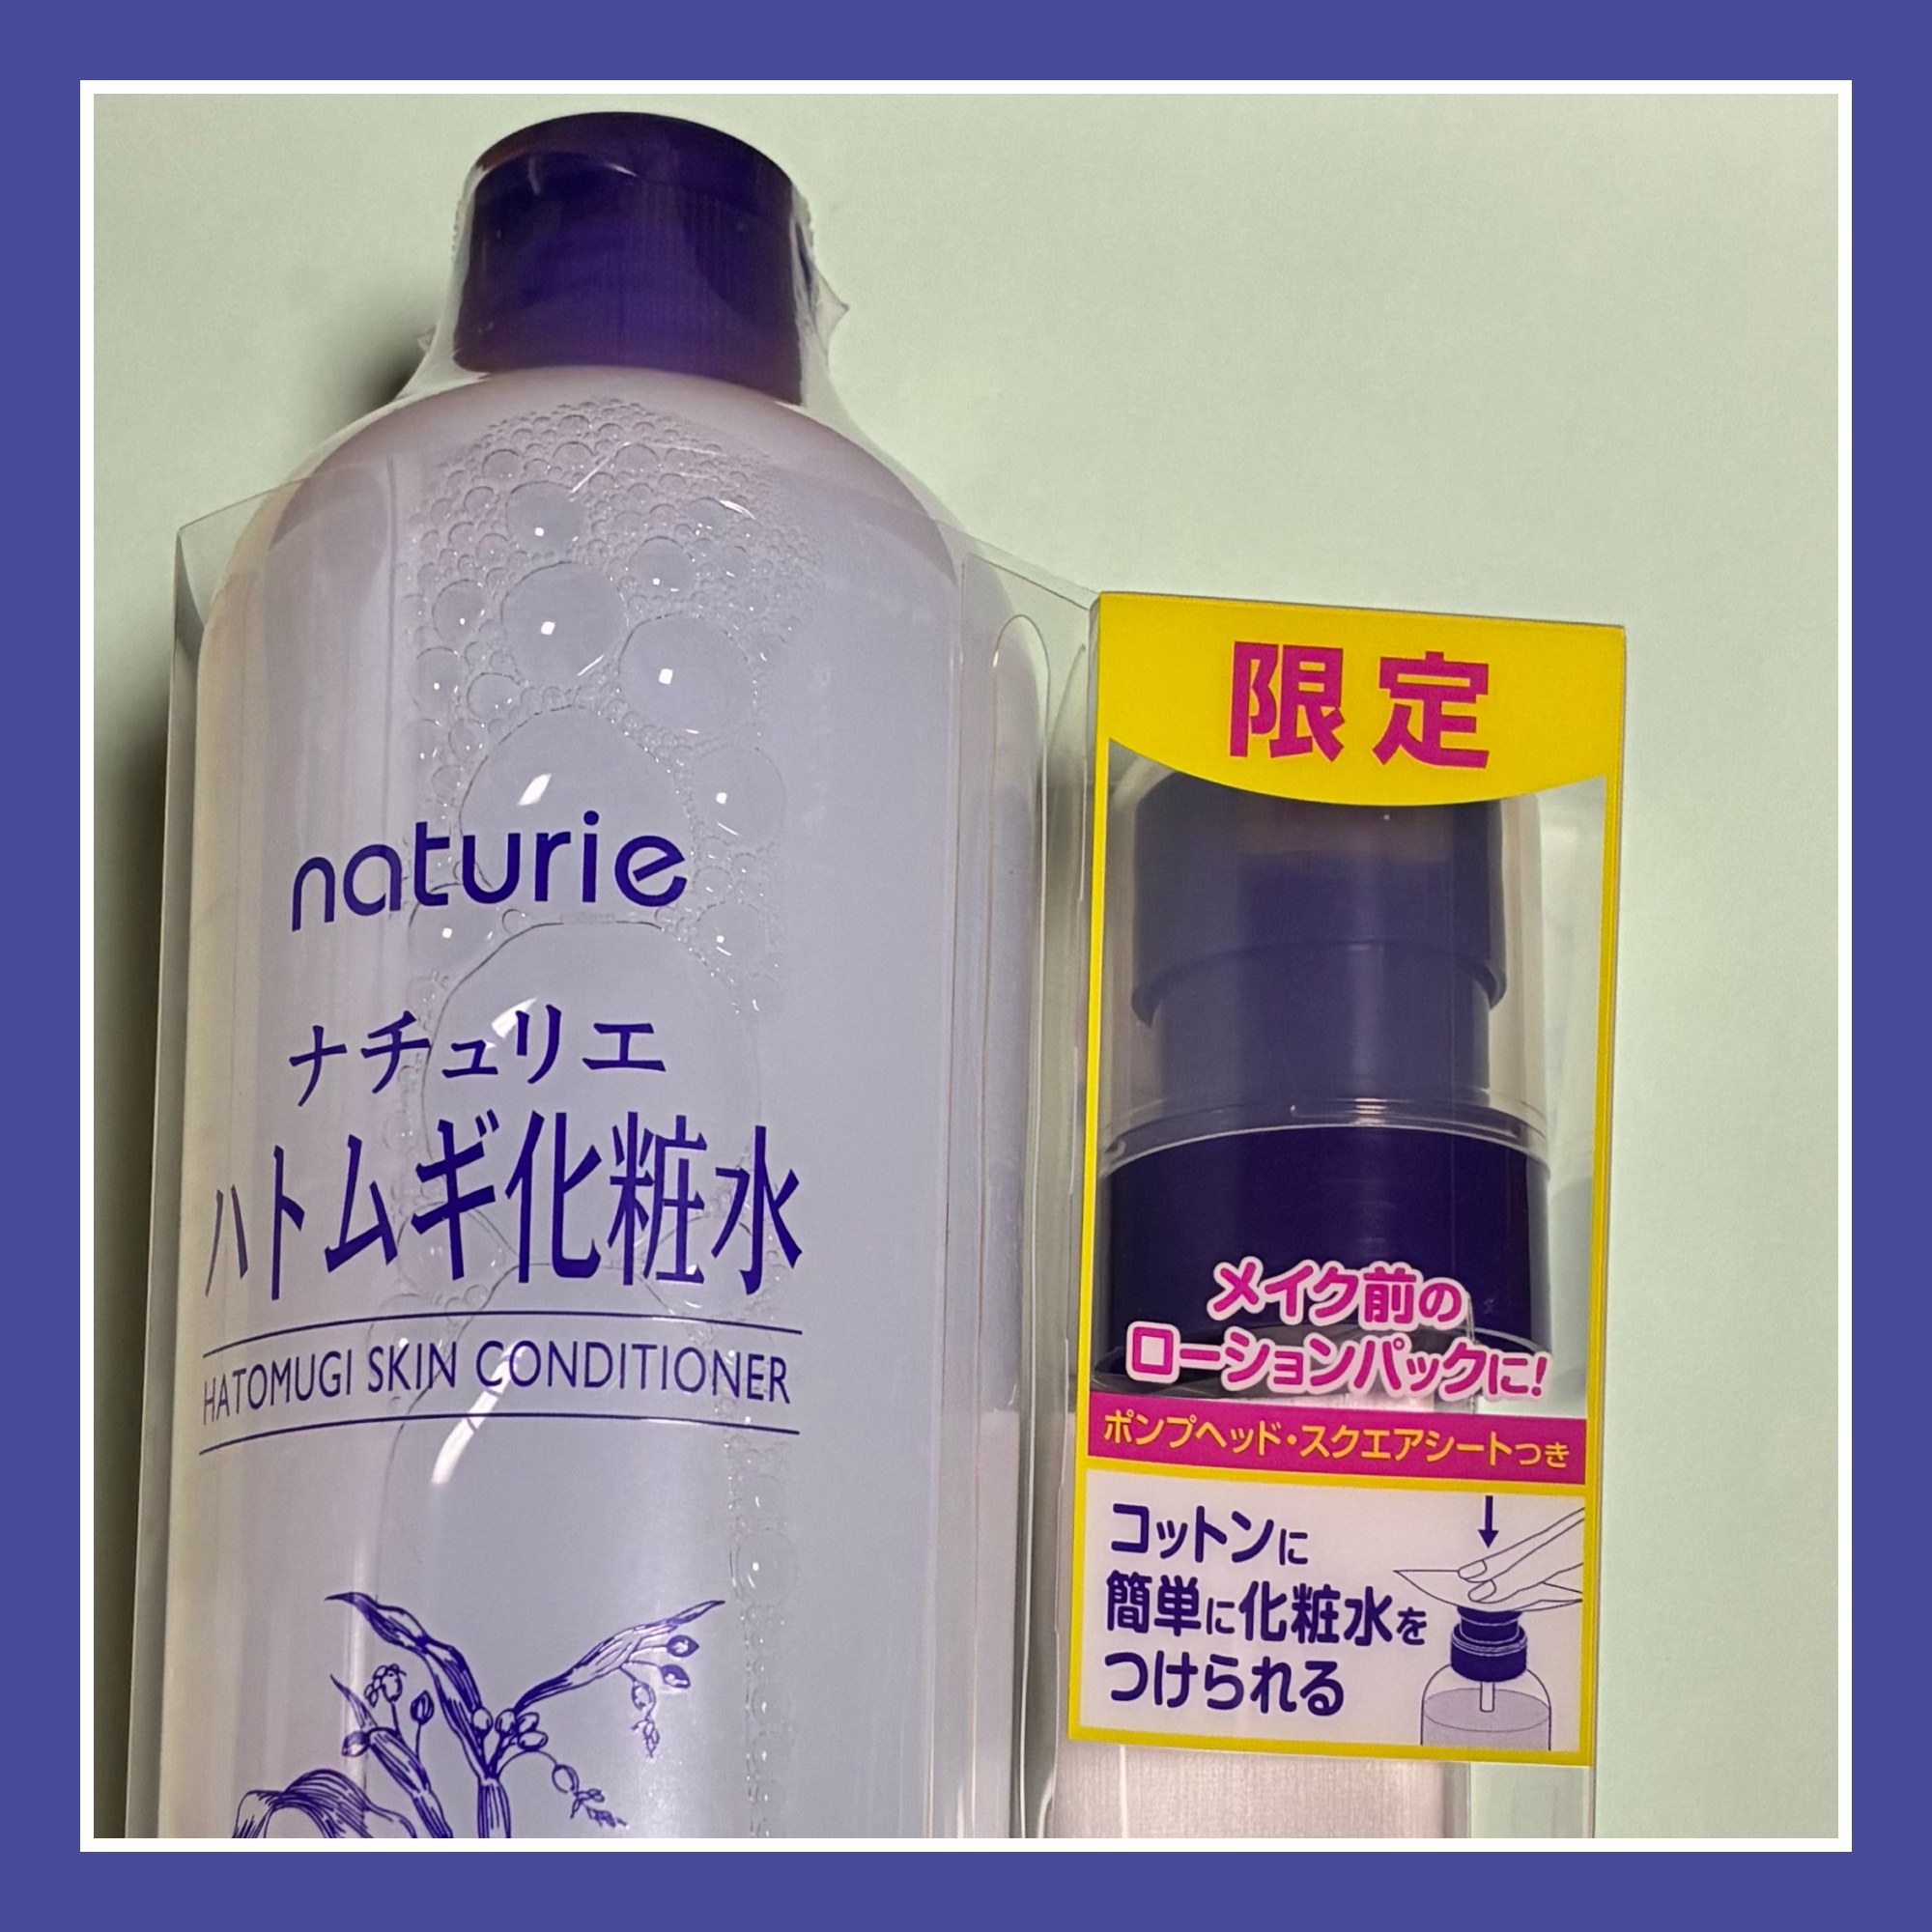 naturie
ナチュリエ
ハトムギ化粧水
HATOMUGI SKIN CONDITIONER
限定
メイク前の
ローションパックに!
ポンプヘッド・スクエアシートつき
コットンに
簡単に化粧水を
つけられる